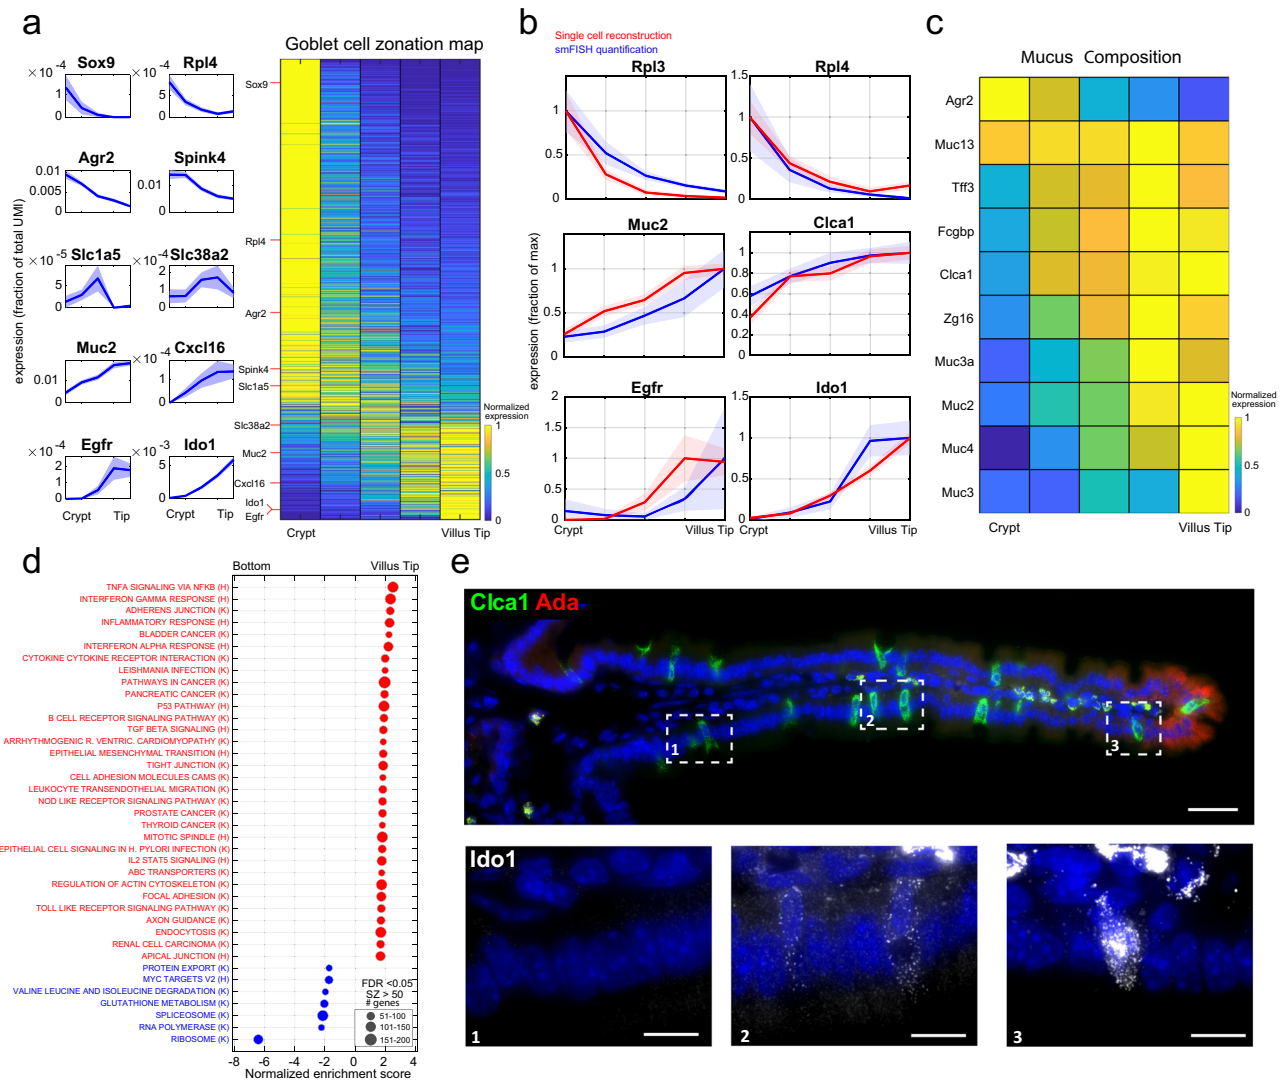 a
Goblet cell zonation map
expression (fraction of total UMI)
Sox9
Rpl4
× 10 -4
× 10 -4
1
0
1
0
Agr2
Spink4
0.01
0.005
0
0.01
0
Slc1a5
Slc38a2
× 10 -5
× 10 -4
5
0
2
1
0
Muc2
Cxcl16
0.01
0
× 10 -4
1
0
Egfr
Ido1
× 10 -4
× 10 -3
2
1
0
5
0
Crypt Tip
Crypt Tip
Sox9
Rpl4
Agr2
Spink4
Slc1a5
Slc38a2
Muc2
Cxcl16
Ido1
Egfr
Crypt
Villus Tip
Normalized
expression
1
0.5
0
b
Single cell reconstruction
smFISH quantification
expression (fraction of max)
Rpl3
1
0.5
0
Rpl4
1.5
1
0.5
0
Muc2
1
0.5
0
Clca1
1
0.8
0.6
0.4
0.2
0
Egfr
2
1.5
1
0.5
0
Ido1
1.5
1
0.5
0
Crypt
Villus Tip
Crypt
Villus Tip
c
Mucus Composition
Agr2
Muc13
Tff3
Fcgbp
Clca1
Zg16
Muc3a
Muc2
Muc4
Muc3
Crypt
Villus Tip
Normalized
expression
1
0.5
0
d
Bottom
Villus Tip
TNFA SIGNALING VIA NFKB (H)
INTERFERON GAMMA RESPONSE (H)
ADHERENS JUNCTION (K)
INFLAMMATORY RESPONSE (H)
BLADDER CANCER (K)
INTERFERON ALPHA RESPONSE (H)
CYTOKINE CYTOKINE RECEPTOR INTERACTION (K)
LEISHMANIA INFECTION (K)
PATHWAYS IN CANCER (K)
PANCREATIC CANCER (K)
P53 PATHWAY (H)
B CELL RECEPTOR SIGNALING PATHWAY (K)
TGF BETA SIGNALING (H)
ARRHYTHMOGENIC R. VENTRIC. CARDIOMYOPATHY (K)
EPITHELIAL MESENCHYMAL TRANSITION (H)
TIGHT JUNCTION (K)
CELL ADHESION MOLECULES CAMS (K)
LEUKOCYTE TRANSENDOTHELIAL MIGRATION (K)
NOD LIKE RECEPTOR SIGNALING PATHWAY (K)
PROSTATE CANCER (K)
THYROID CANCER (K)
MITOTIC SPINDLE (H)
EPITHELIAL CELL SIGNALING IN H. PYLORI INFECTION (K)
IL2 STAT5 SIGNALING (H)
ABC TRANSPORTERS (K)
REGULATION OF ACTIN CYTOSKELETON (K)
FOCAL ADHESION (K)
TOLL LIKE RECEPTOR SIGNALING PATHWAY (K)
AXON GUIDANCE (K)
ENDOCYTOSIS (K)
RENAL CELL CARCINOMA (K)
APICAL JUNCTION (H)
PROTEIN EXPORT (K)
MYC TARGETS V2 (H)
VALINE LEUCINE AND ISOLEUCINE DEGRADATION (K)
GLUTATHIONE METABOLISM (K)
SPLICEOSOME (K)
RNA POLYMERASE (K)
RIBOSOME (K)
FDR <0.05
SZ > 50
# genes
51-100
101-150
151-200
-8 -6 -4 -2 0 2 4
Normalized enrichment score
e
Clca1 Ada
1
2
3
Ido1
1
2
3